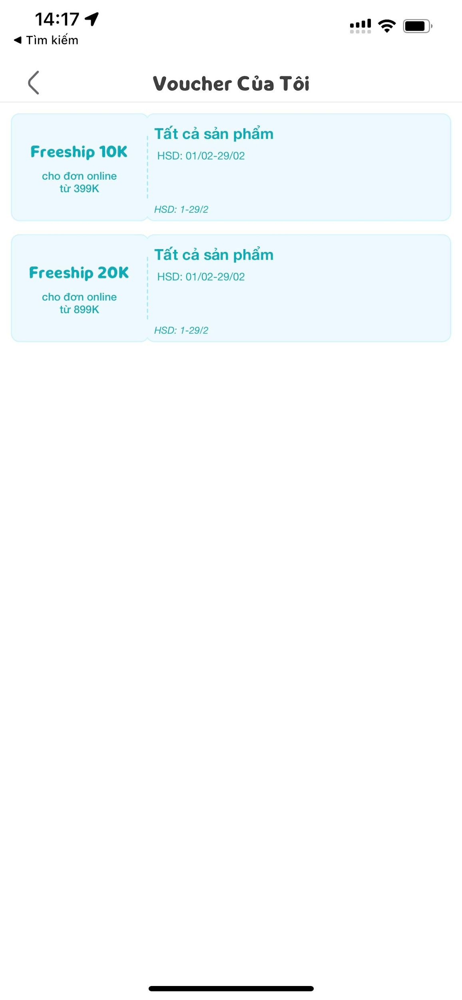 14:17
Tìm kiếm
Voucher Của Tôi
Freeship 10K
cho đơn online
từ 399K
Tất cả sản phẩm
HSD: 01/02-29/02
HSD: 1-29/2
Freeship 20K
cho đơn online
từ 899K
Tất cả sản phẩm
HSD: 01/02-29/02
HSD: 1-29/2